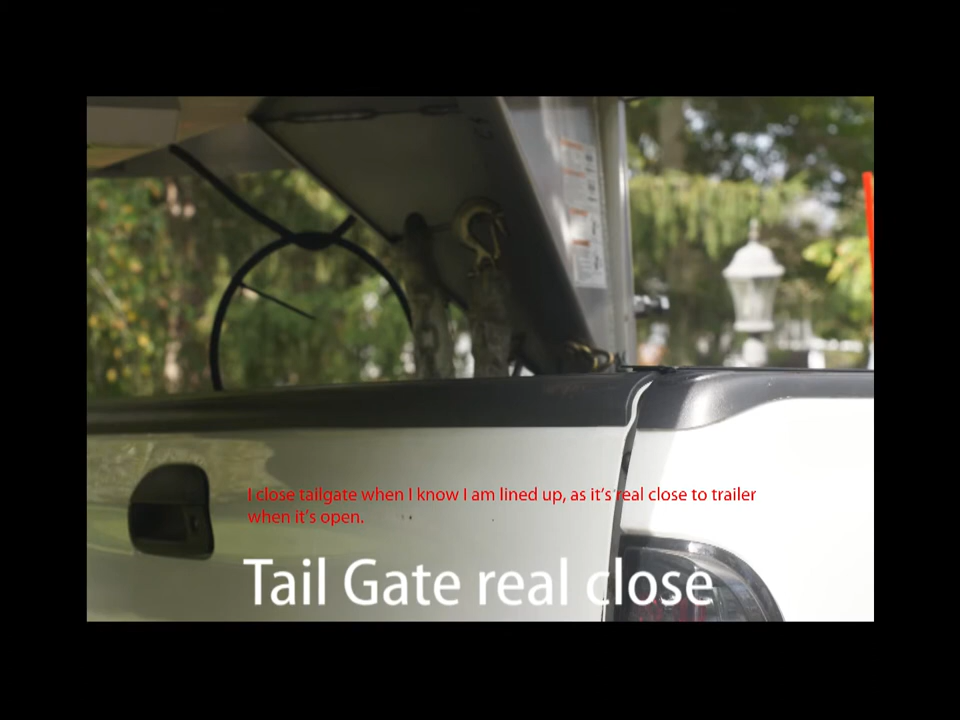 I close tailgate when I know I am lined up, as it's real close to trailer
when it's open.
Tail Gate real close